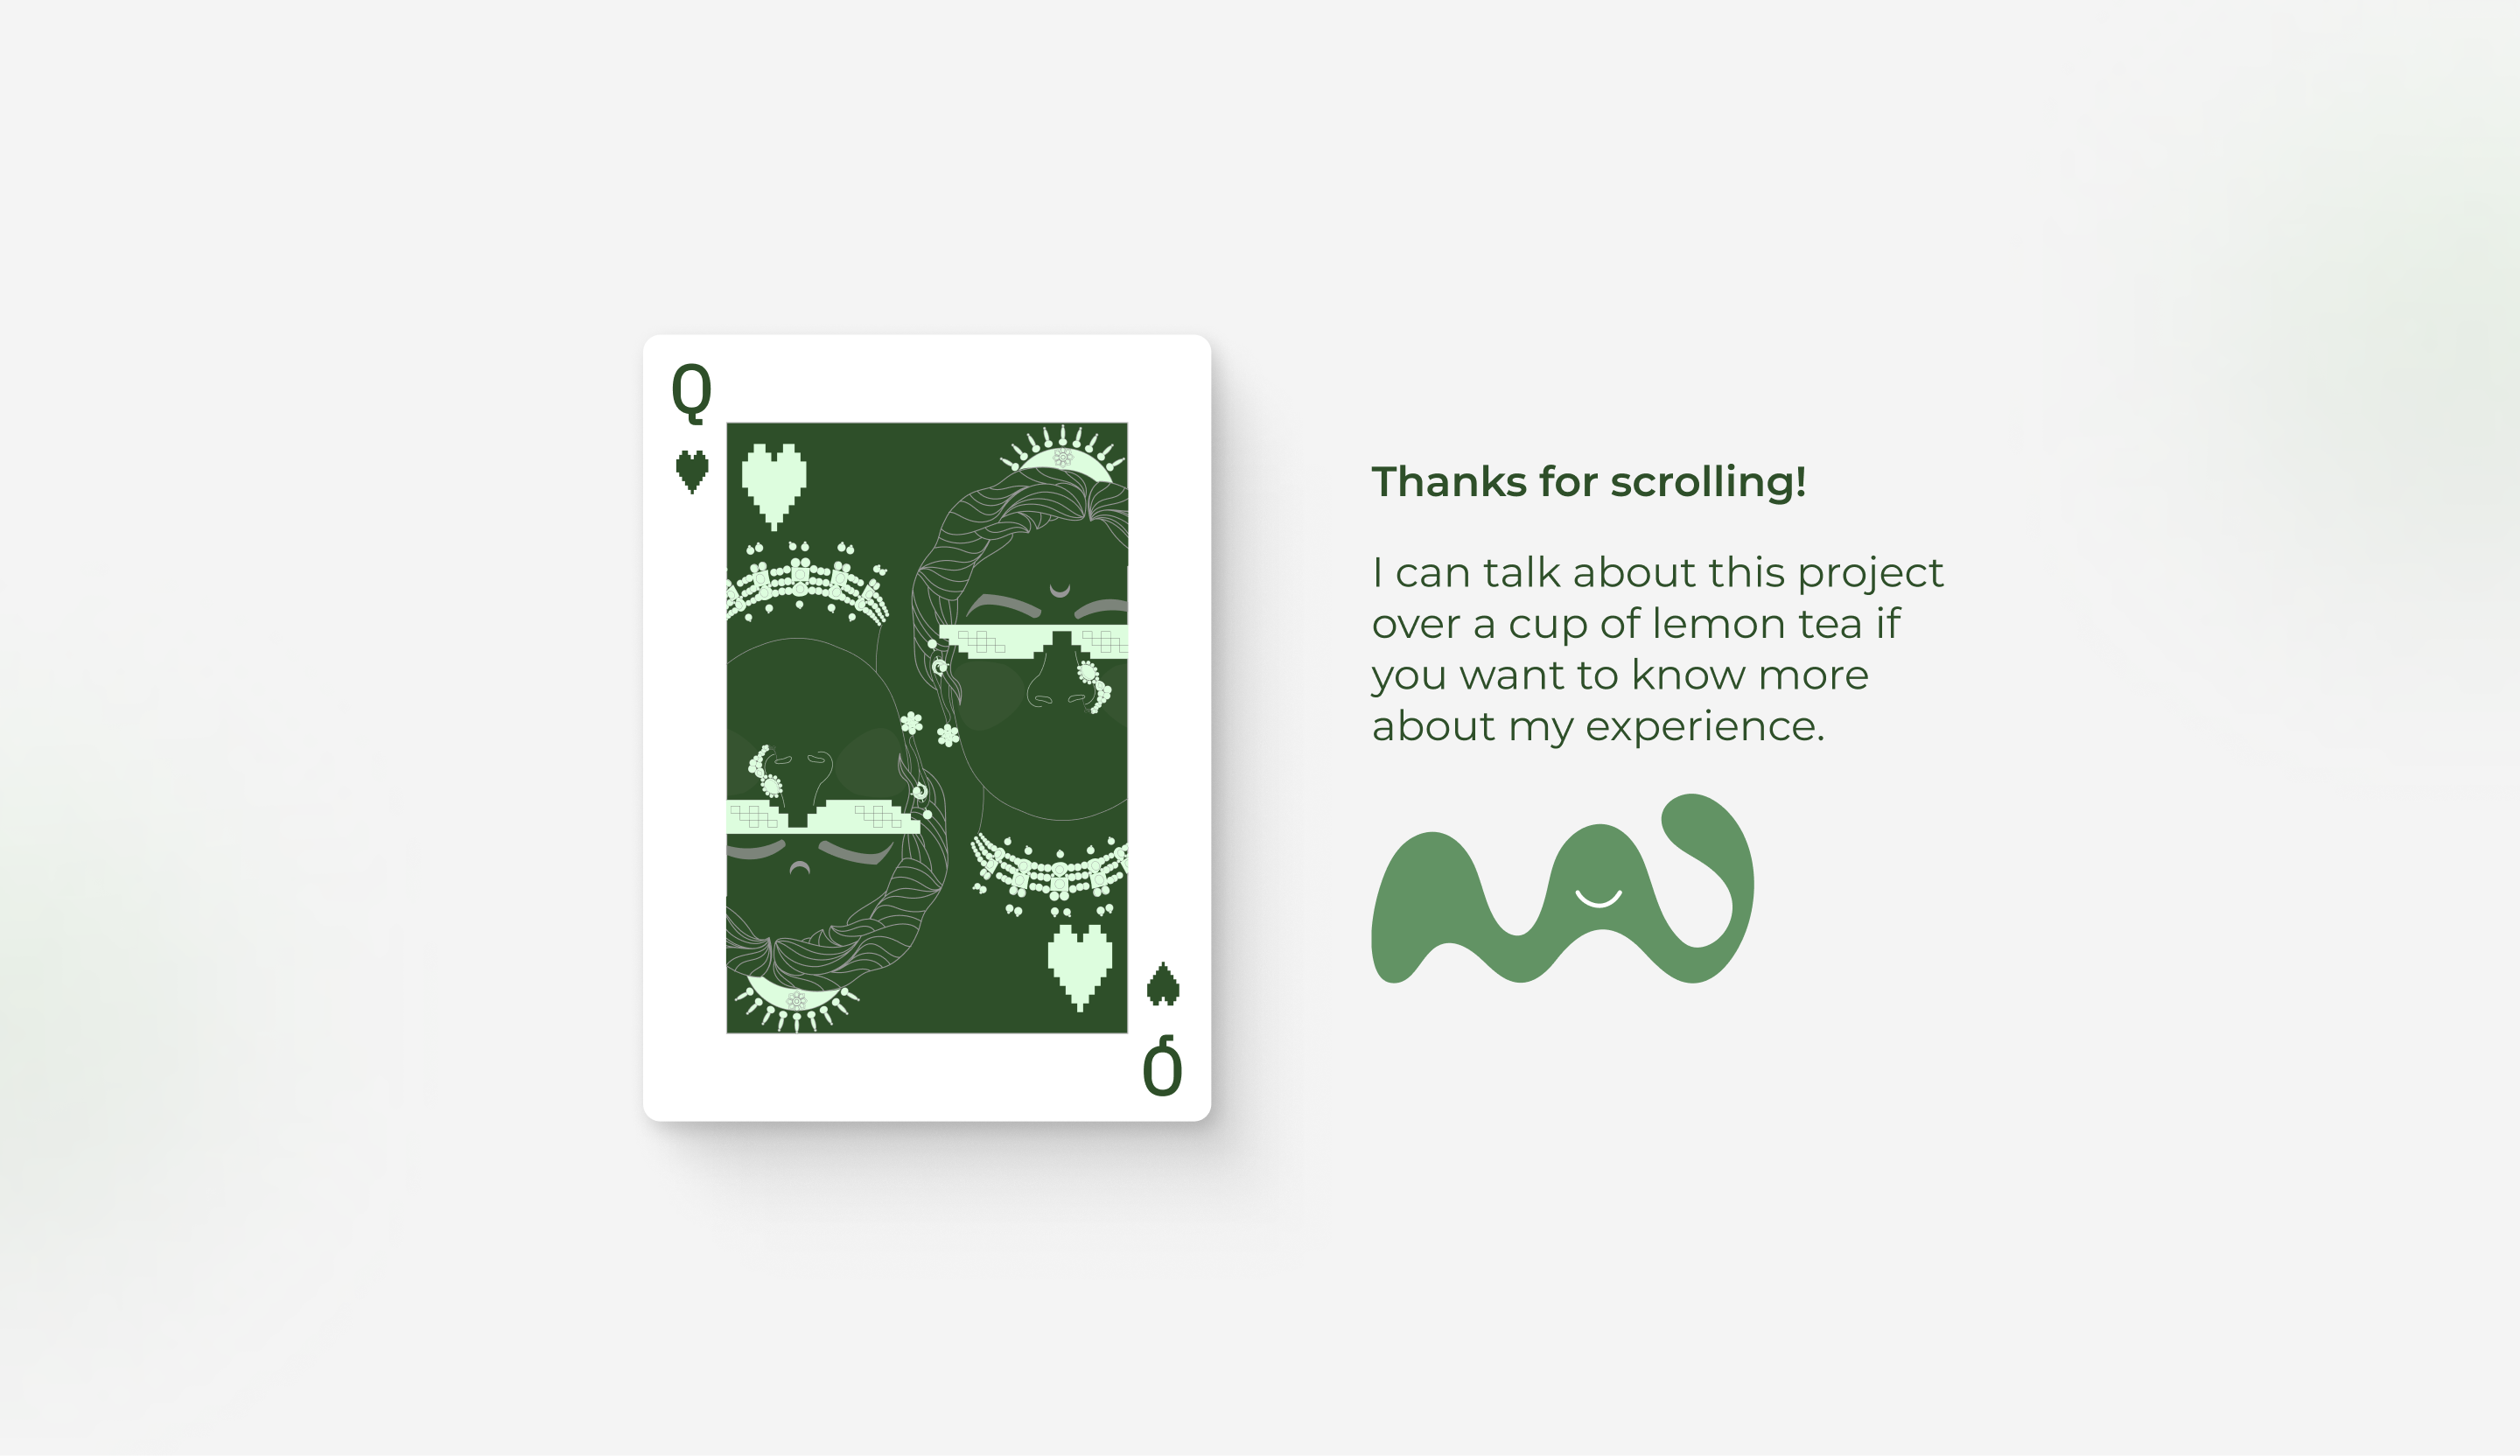 Q
Thanks for scrolling!
I can talk about this project
over a cup of lemon tea if
you want to know more
about my experience.
Q